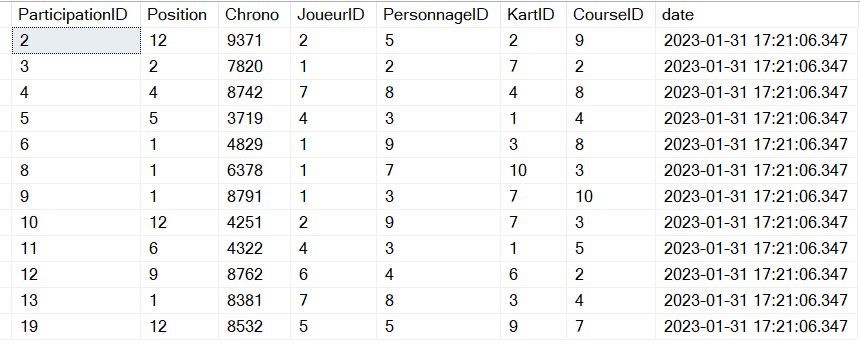 ParticipationID Position Chrono JoueurID PersonnageID KartID CourseID date
2 12 9371 2 5 2 9 2023-01-31 17:21:06.347
3 2 7820 1 2 7 2 2023-01-31 17:21:06.347
4 4 8742 7 8 4 8 2023-01-31 17:21:06.347
5 5 3719 4 3 1 4 2023-01-31 17:21:06.347
6 1 4829 1 9 3 8 2023-01-31 17:21:06.347
8 1 6378 1 7 10 3 2023-01-31 17:21:06.347
9 1 8791 1 3 7 10 2023-01-31 17:21:06.347
10 12 4251 2 9 7 3 2023-01-31 17:21:06.347
11 6 4322 4 3 1 5 2023-01-31 17:21:06.347
12 9 8762 6 4 6 2 2023-01-31 17:21:06.347
13 1 8381 7 8 3 4 2023-01-31 17:21:06.347
19 12 8532 5 5 9 7 2023-01-31 17:21:06.347